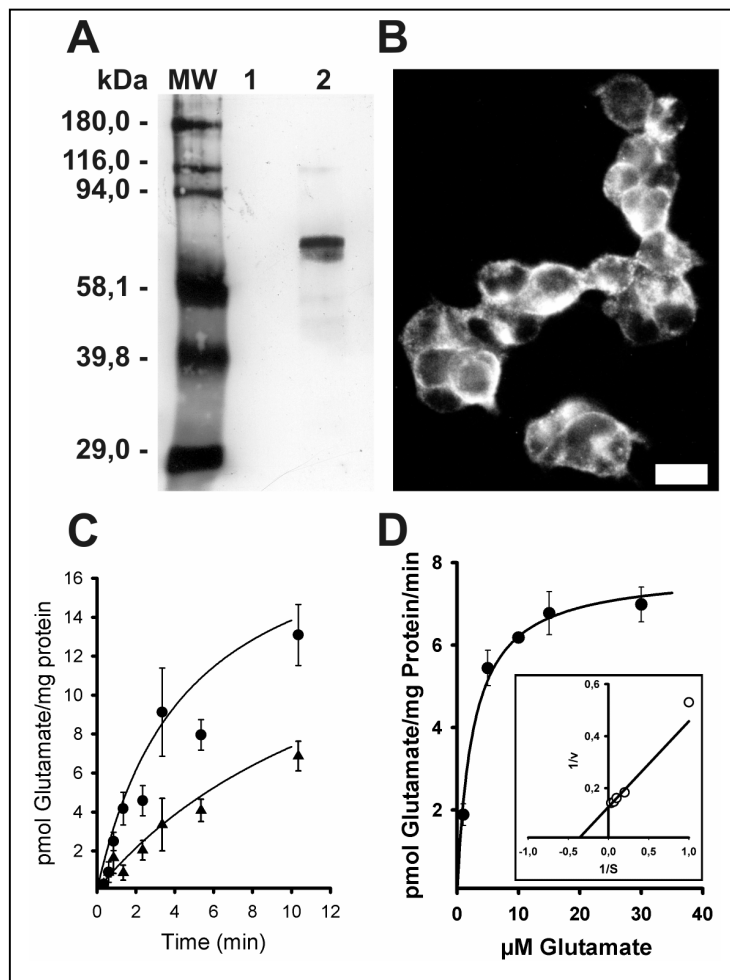 A
kDa MW 1 2
180,0 -
116,0 -
94,0 -
58,1 -
39,8 -
29,0 -
B
C
pmol Glutamate/mg protein
16
14
12
10
8
6
4
2
0 2 4 6 8 10 12
Time (min)
D
pmol Glutamate/mg Protein/min
8
6
4
2
0 10 20 30 40
µM Glutamate
1/v
0,6
0,4
0,2
-1,0 -0,5 0,0 0,5 1,0
1/S